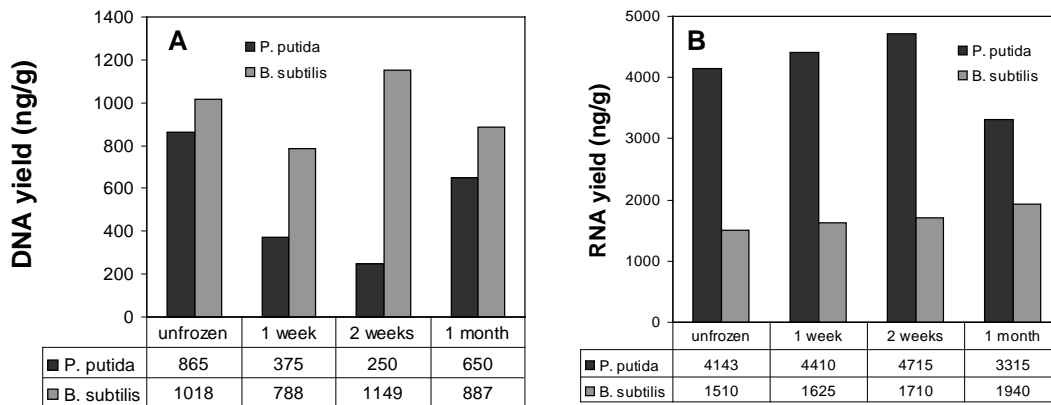 A
P. putida
B. subtilis
DNA yield (ng/g)
1400
1200
1000
800
600
400
200
0
unfrozen 1 week 2 weeks 1 month
P. putida 865 375 250 650
B. subtilis 1018 788 1149 887
B
P. putida
B. subtilis
RNA yield (ng/g)
5000
4000
3000
2000
1000
0
unfrozen 1 week 2 weeks 1 month
P. putida 4143 4410 4715 3315
B. subtilis 1510 1625 1710 1940